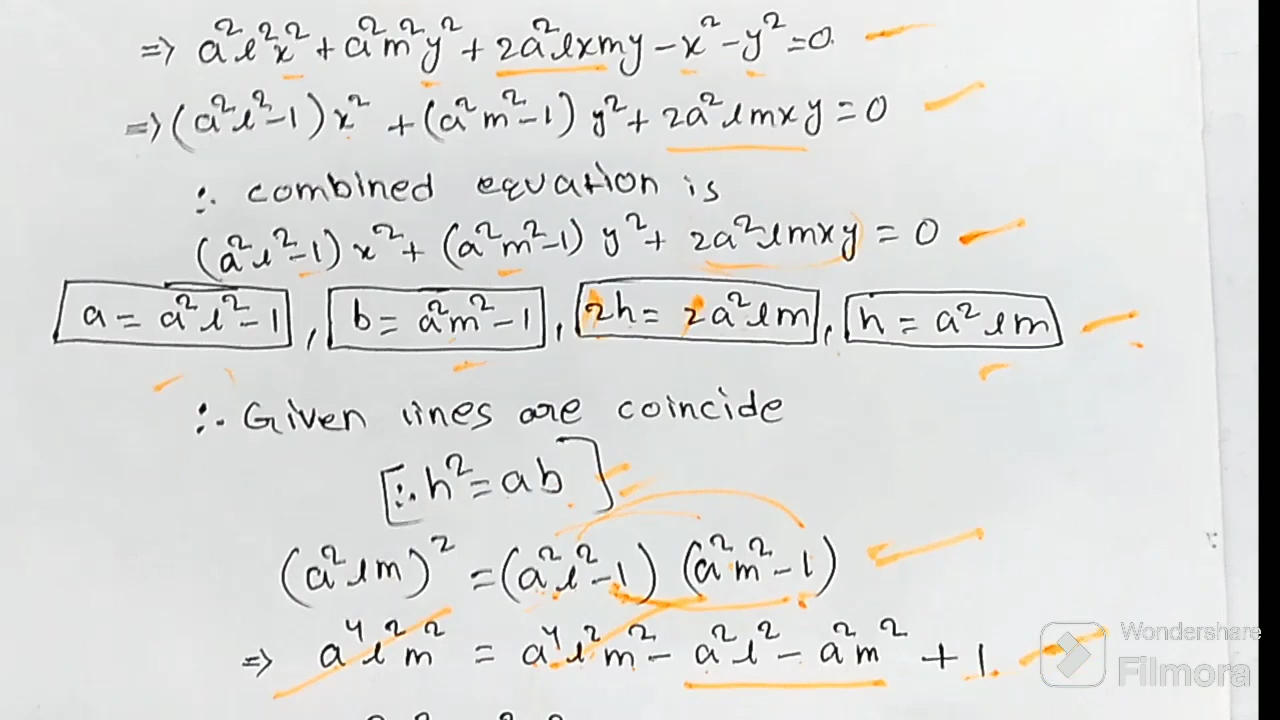 ⇒ a²l²x² + a²m²y² + 2a²lxmy - x² - y² = 0
⇒ (a²l²-1)x² + (a²m²-1) y² + 2a²lmxy = 0
∴ combined equation is
(a²l²-1)x² + (a²m²-1) y² + 2a²lmxy = 0
a = a²l²-1 , b = a²m²-1 , 2h = 2a²lm , h = a²lm
∴ Given lines are coincide
[∴ h² = ab]
(a²lm)² = (a²l²-1) (a²m²-1)
⇒ a⁴l²m² = a⁴l²m² - a²l² - a²m² + 1
Wondershare
Filmora